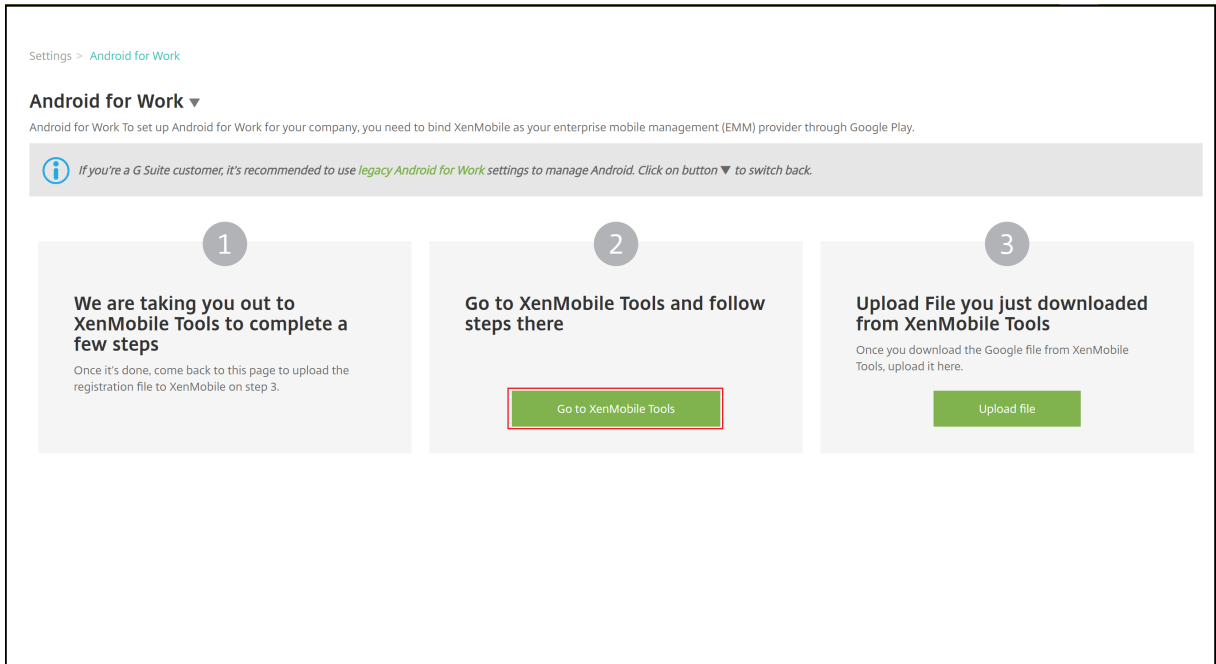 Settings > Android for Work
Android for Work ▼
Android for Work To set up Android for Work for your company, you need to bind XenMobile as your enterprise mobile management (EMM) provider through Google Play.
If you're a G Suite customer, it's recommended to use legacy Android for Work settings to manage Android. Click on button ▼ to switch back.
1
We are taking you out to
XenMobile Tools to complete a
few steps
Once it's done, come back to this page to upload the
registration file to XenMobile on step 3.
2
Go to XenMobile Tools and follow
steps there
Go to XenMobile Tools
3
Upload File you just downloaded
from XenMobile Tools
Once you download the Google file from XenMobile
Tools, upload it here.
Upload file